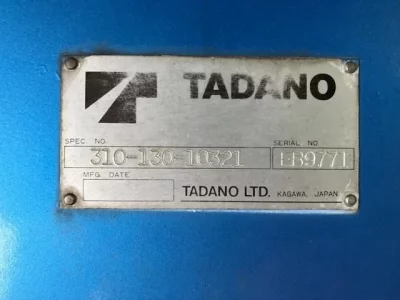 TADANO
SPEC NO. SERIAL NO
310-130-10321 EB9771
MFG DATE
TADANO LTD. KAGAWA, JAPAN